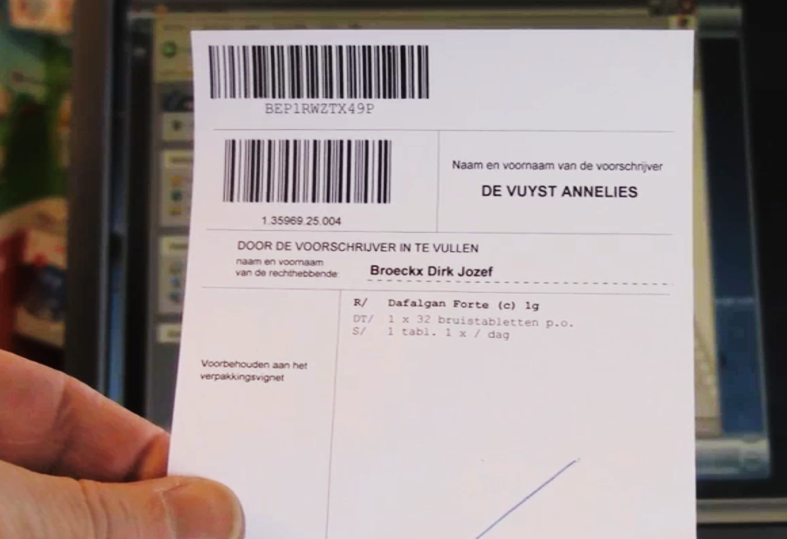 BEP1RWZTX49P
1.35969.25.004
Naam en voornaam van de voorschrijver
DE VUYST ANNELIES
DOOR DE VOORSCHRIJVER IN TE VULLEN
naam en voornaam
van de rechthebbende:
Broeckx Dirk Jozef
R/ Dafalgan Forte (c) 1g
DT/ 1 x 32 bruistabletten p.o.
S/ 1 tabl. 1 x / dag
Voorbehouden aan het
verpakkingsvignet